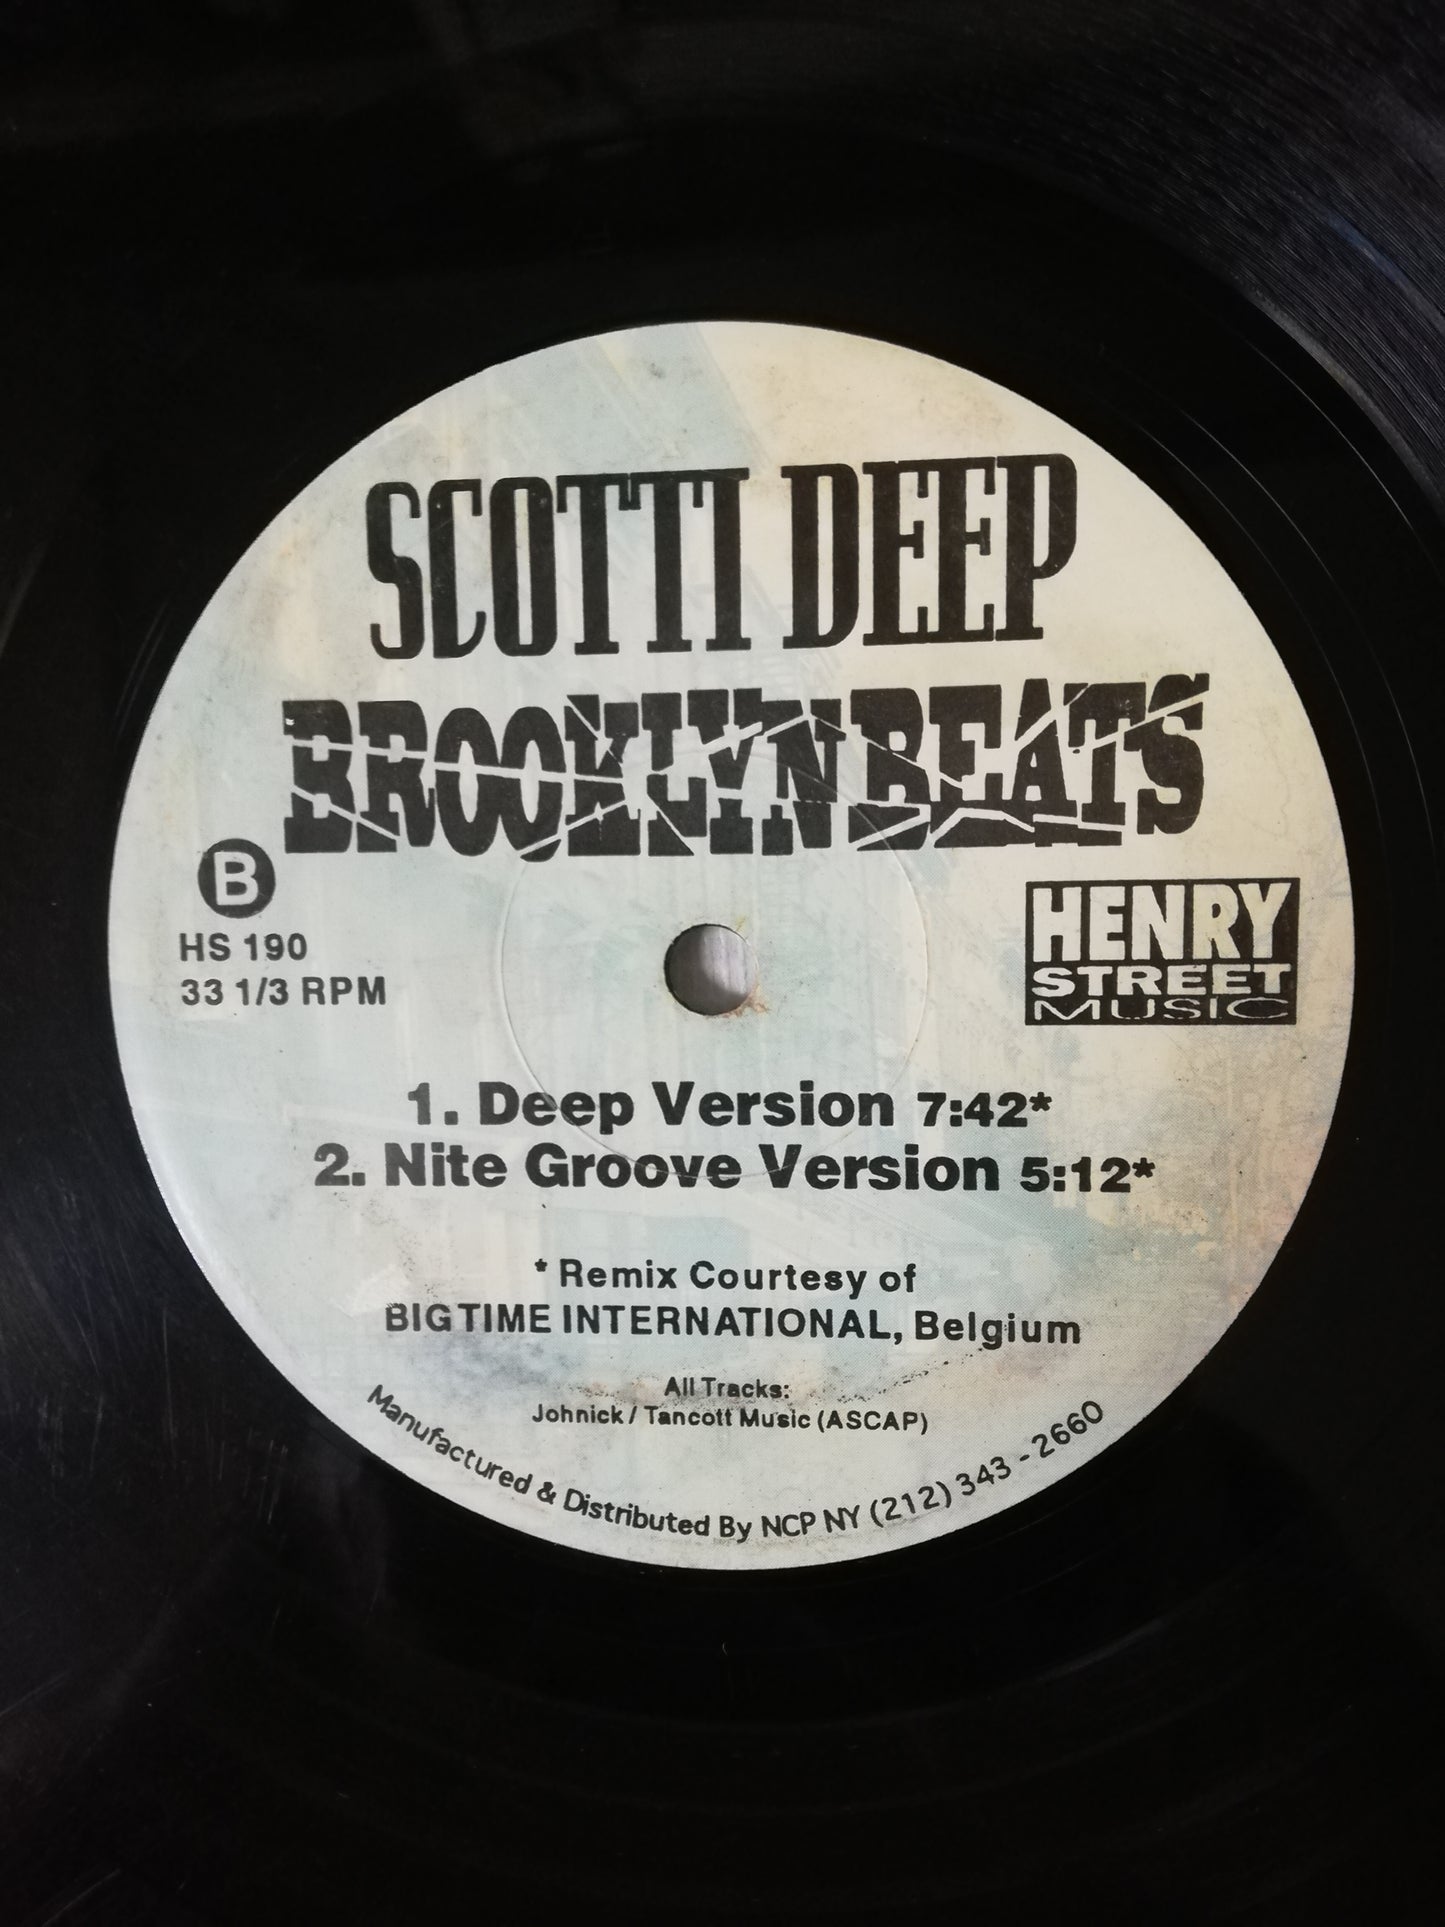 SCOTTI DEEP
BROOKLYN BEATS
B
HS 190
33 1/3 RPM
HENRY
STREET
MUSIC
1. Deep Version 7:42*
2. Nite Groove Version 5:12*
* Remix Courtesy of
BIGTIME INTERNATIONAL, Belgium
All Tracks:
Johnick / Tancott Music (ASCAP)
Manufactured & Distributed By NCP NY (212) 343 - 2660